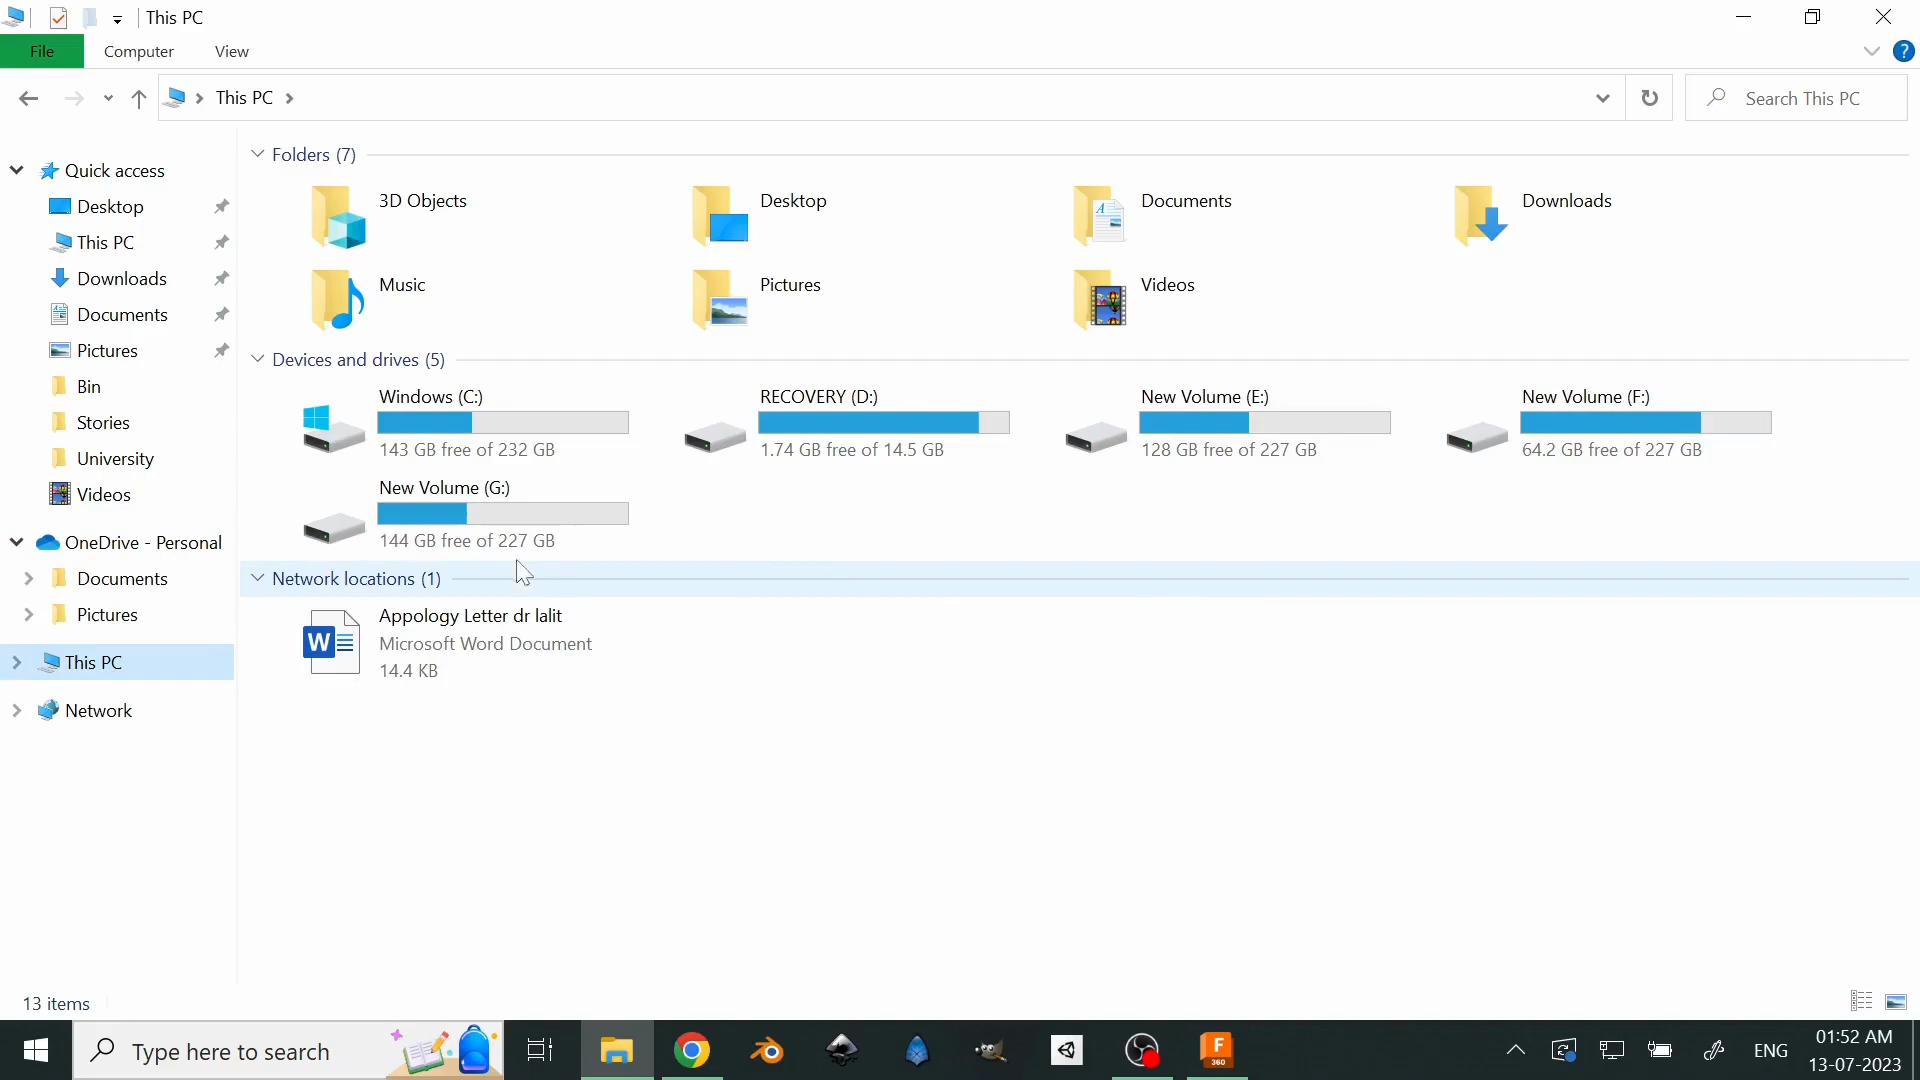 This PC
File
Computer
View
This PC
Search This PC
Quick access
Desktop
This PC
Downloads
Documents
Pictures
Bin
Stories
University
Videos
OneDrive - Personal
Documents
Pictures
This PC
Network
Folders (7)
3D Objects
Desktop
Documents
Downloads
Music
Pictures
Videos
Devices and drives (5)
Windows (C:)
143 GB free of 232 GB
RECOVERY (D:)
1.74 GB free of 14.5 GB
New Volume (E:)
128 GB free of 227 GB
New Volume (F:)
64.2 GB free of 227 GB
New Volume (G:)
144 GB free of 227 GB
Network locations (1)
W
Appology Letter dr lalit
Microsoft Word Document
14.4 KB
13 items
Type here to search
F
360
ENG
01:52 AM
13-07-2023